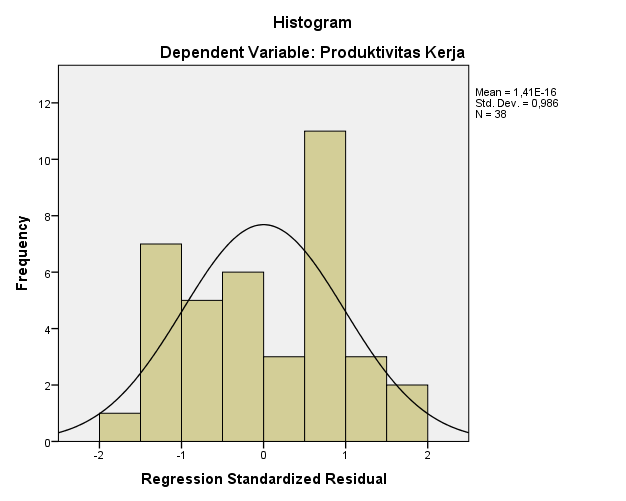 Histogram
Dependent Variable: Produktivitas Kerja
Mean = 1,41E-16
Std. Dev. = 0,986
N = 38
Frequency
12
10
8
6
4
2
0
-2 -1 0 1 2
Regression Standardized Residual